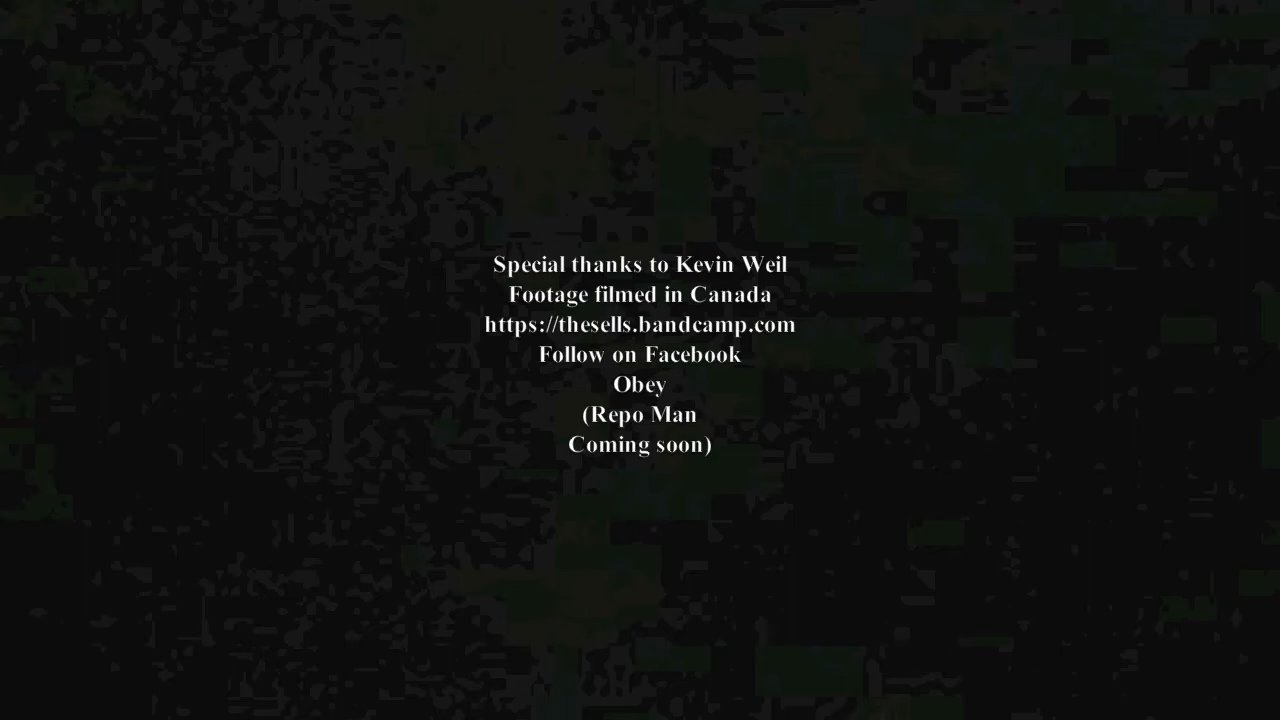 Special thanks to Kevin Weil
Footage filmed in Canada
https://thesells.bandcamp.com
Follow on Facebook
Obey
(Repo Man
Coming soon)